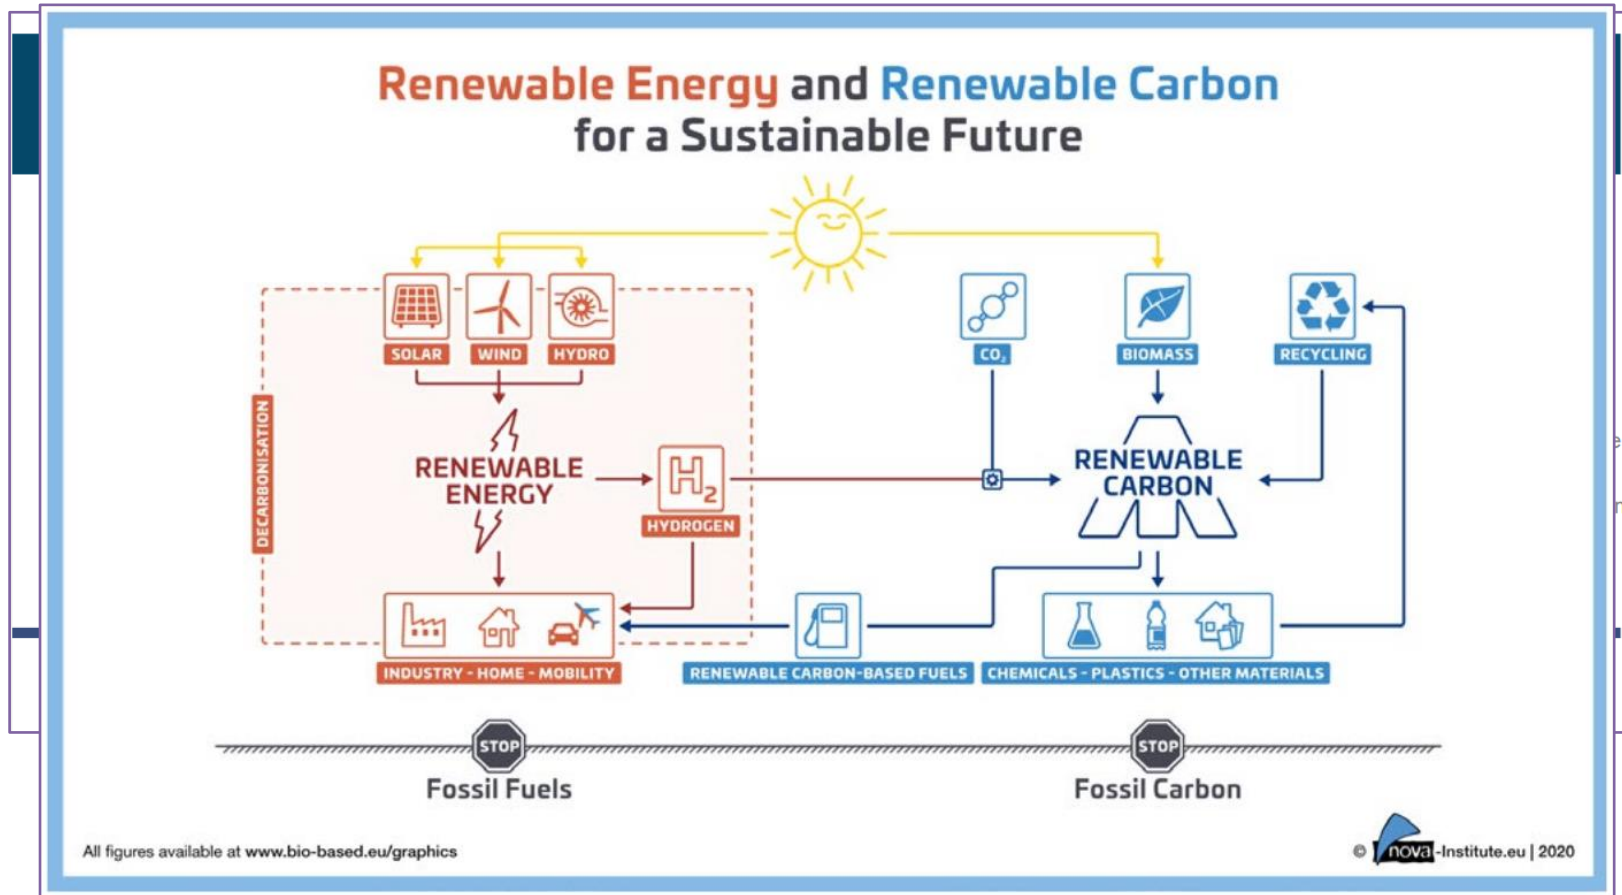 Renewable Energy and Renewable Carbon
for a Sustainable Future
SOLAR
WIND
HYDRO
CO₂
BIOMASS
RECYCLING
DECARBONISATION
RENEWABLE
ENERGY
H₂
HYDROGEN
RENEWABLE
CARBON
INDUSTRY - HOME - MOBILITY
RENEWABLE CARBON-BASED FUELS
CHEMICALS - PLASTICS - OTHER MATERIALS
STOP
Fossil Fuels
STOP
Fossil Carbon
All figures available at www.bio-based.eu/graphics
© nova-Institute.eu | 2020